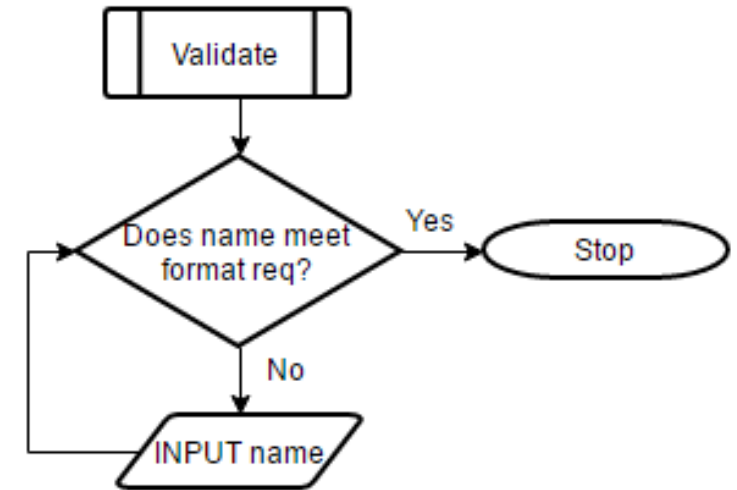 Validate
Does name meet
format req?
Yes
Stop
No
INPUT name